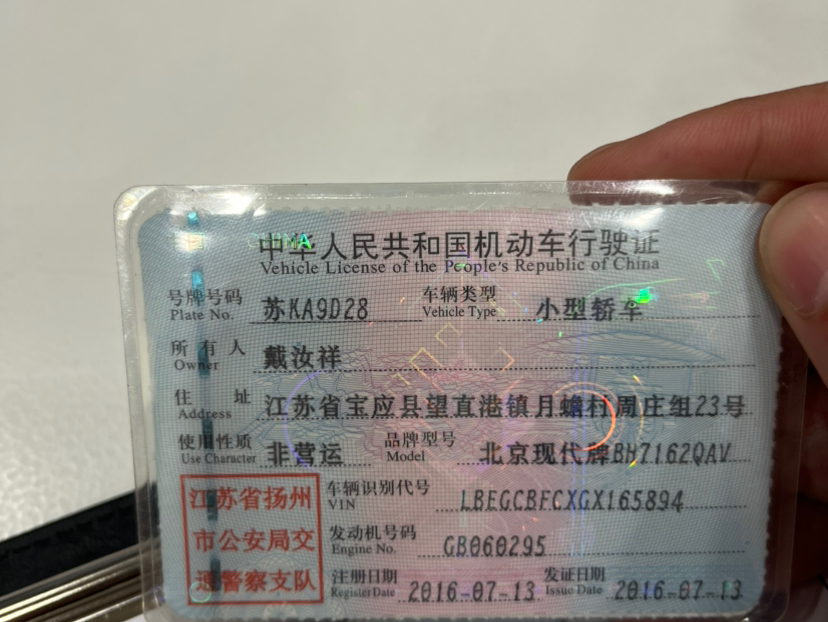 中华人民共和国机动车行驶证
Vehicle License of the People's Republic of China
号牌号码 Plate No. 苏KA9D28 车辆类型 Vehicle Type 小型轿车
所有人 Owner 戴汝祥
住址 Address 江苏省宝应县望直港镇月蟾村周庄组23号
使用性质 Use Character 非营运 品牌型号 Model 北京现代牌BH7162QAV
车辆识别代号 VIN LBEGCBFCXGX165894
发动机号码 Engine No. GB060295
注册日期 Register Date 2016-07-13 发证日期 Issue Date 2016-07-13
江苏省扬州
市公安局交
通警察支队